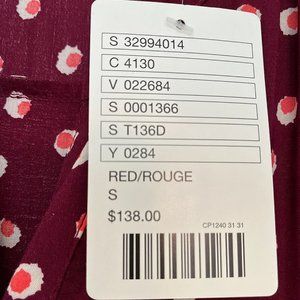 S 32994014
C 4130
V 022684
S 0001366
S T136D
Y 0284
RED/ROUGE
S
$138.00
CP1240 31 31